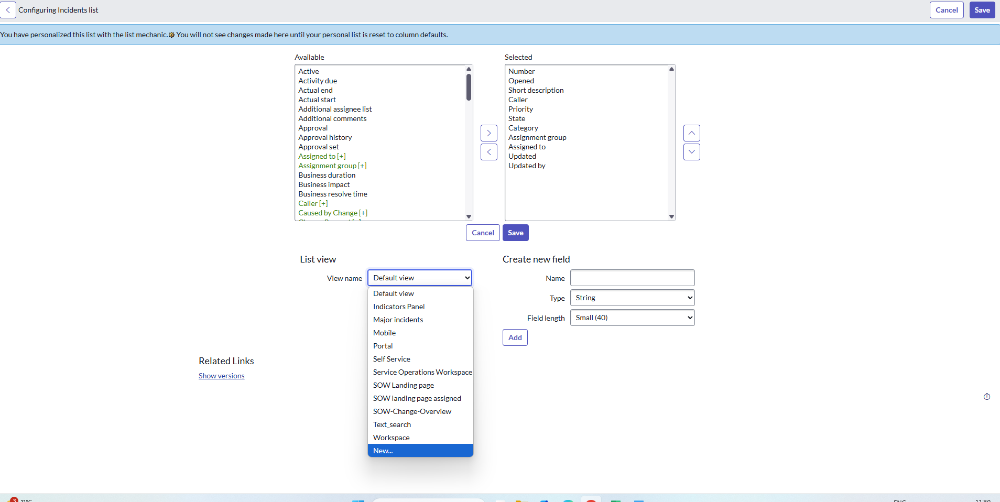 Configuring Incidents list
Cancel
Save
You have personalized this list with the list mechanic. You will not see changes made here until your personal list is reset to column defaults.
Available
Active
Activity due
Actual end
Actual start
Additional assignee list
Additional comments
Approval
Approval history
Approval set
Assigned to [+]
Assignment group [+]
Business duration
Business impact
Business resolve time
Caller [+]
Caused by Change [+]
Selected
Number
Opened
Short description
Caller
Priority
State
Category
Assignment group
Assigned to
Updated
Updated by
Cancel
Save
List view
View name
Default view
Default view
Indicators Panel
Major incidents
Mobile
Portal
Self Service
Service Operations Workspace
SOW Landing page
SOW landing page assigned
SOW-Change-Overview
Text_search
Workspace
New...
Create new field
Name
Type
String
Field length
Small (40)
Add
Related Links
Show versions
3
11°C
ENG
11:50